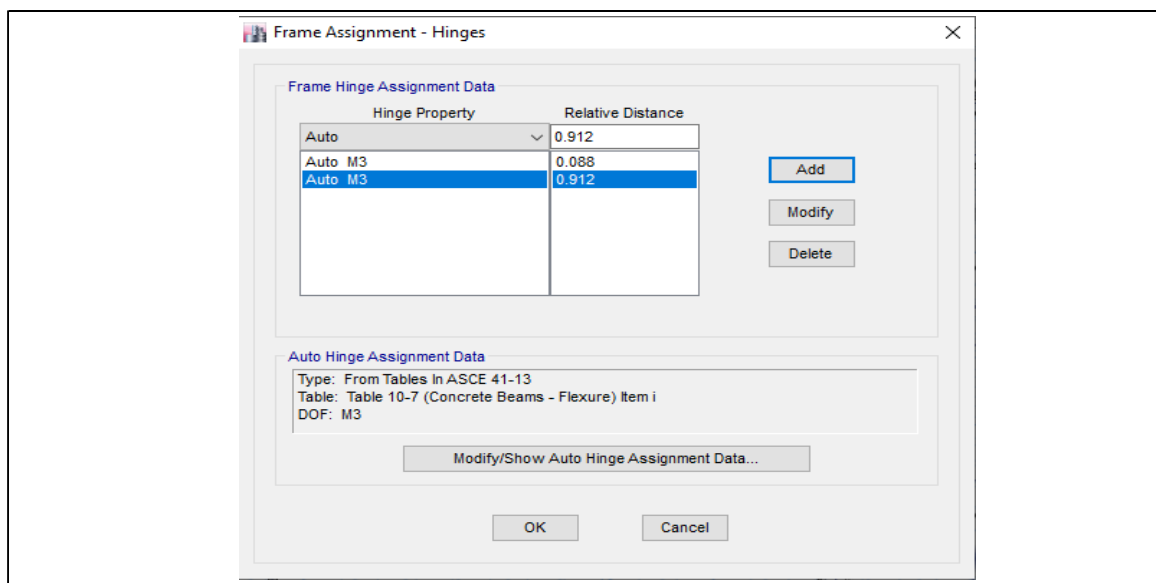 Frame Assignment - Hinges
Frame Hinge Assignment Data
Hinge Property Relative Distance
Auto 0.912
Auto M3 0.088
Auto M3 0.912
Add
Modify
Delete
Auto Hinge Assignment Data
Type: From Tables In ASCE 41-13
Table: Table 10-7 (Concrete Beams - Flexure) Item i
DOF: M3
Modify/Show Auto Hinge Assignment Data...
OK Cancel